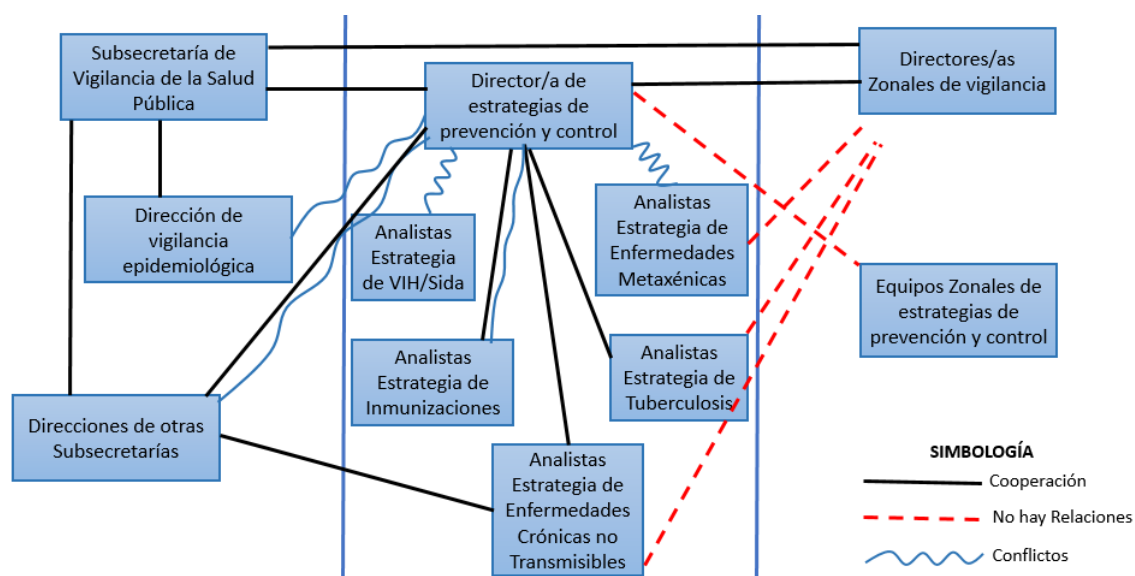 Subsecretaría de
Vigilancia de la Salud
Pública
Directores/as
Zonales de vigilancia
Director/a de
estrategias de
prevención y control
Dirección de
vigilancia
epidemiológica
Analistas
Estrategia
de VIH/Sida
Analistas
Estrategia de
Enfermedades
Metaxénicas
Equipos Zonales de
estrategias de
prevención y control
Analistas
Estrategia de
Inmunizaciones
Analistas
Estrategia de
Tuberculosis
Direcciones de otras
Subsecretarías
Analistas
Estrategia de
Enfermedades
Crónicas no
Transmisibles
SIMBOLOGÍA
Cooperación
No hay Relaciones
Conflictos